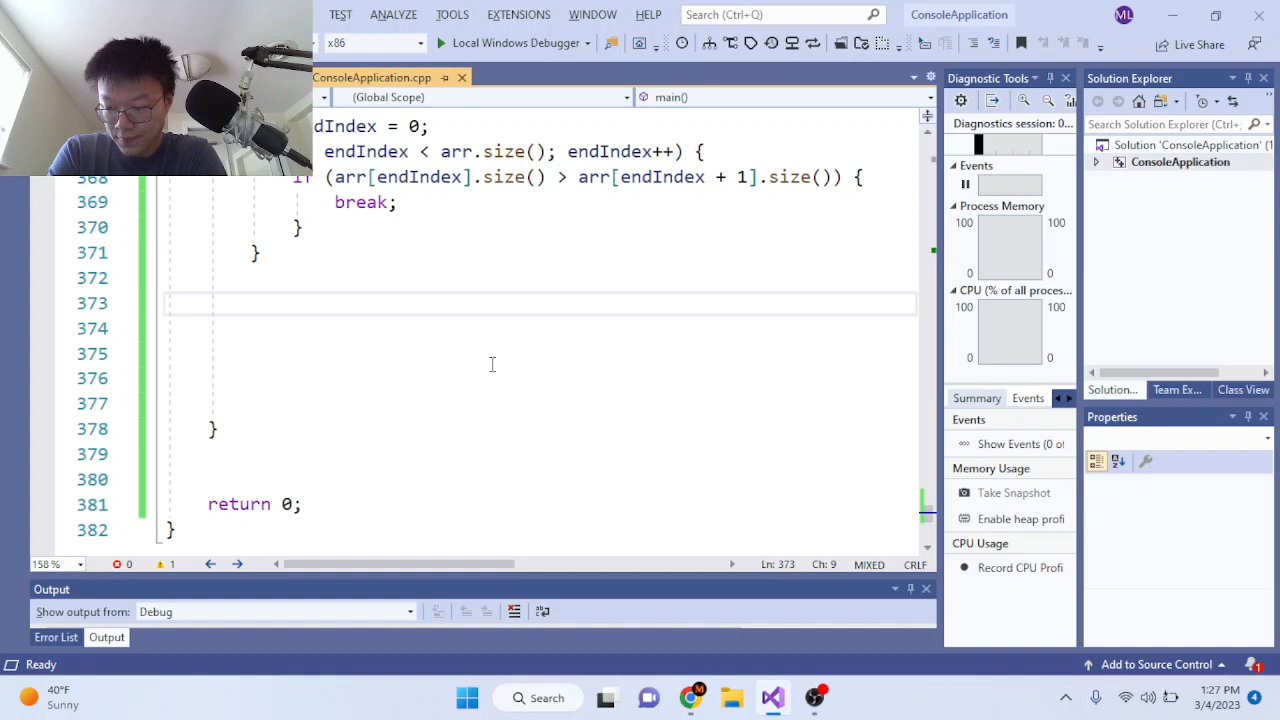 TEST ANALYZE TOOLS EXTENSIONS WINDOW HELP Search (Ctrl+Q) ConsoleApplication ML
x86 Local Windows Debugger Live Share
ConsoleApplication.cpp Diagnostic Tools Solution Explorer
(Global Scope) main()
Diagnostics session: 0... Search Solution Explorer (Ctrl+;
ndIndex = 0; Solution 'ConsoleApplication' (1
endIndex < arr.size(); endIndex++) { Events ConsoleApplication
368 if (arr[endIndex].size() > arr[endIndex + 1].size()) {
369 break; Process Memory
370 } 100 100
371 } 0 0
372 CPU (% of all proces...
373 100 100
374
375 0 0
376
377 Summary Events Solution... Team Ex... Class View
378 } Events Properties
379 Show Events (0 of
380 Memory Usage
381 return 0; Take Snapshot
382 } Enable heap profi
158 % 0 1 Ln: 373 Ch: 9 MIXED CRLF CPU Usage
Record CPU Profi
Output
Show output from: Debug
Error List Output
Ready Add to Source Control 1
40°F
Sunny
Search M
1:27 PM
3/4/2023 4